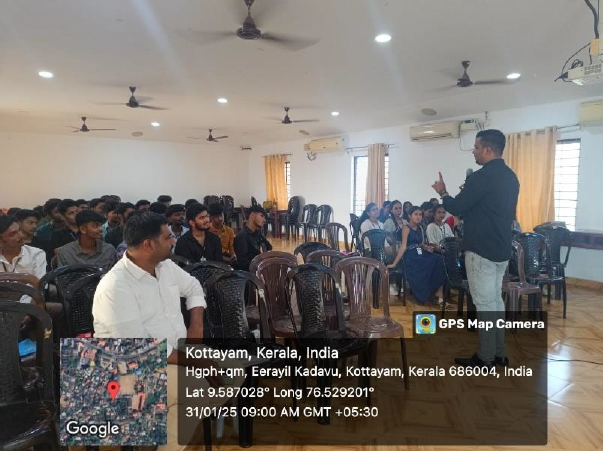 GPS Map Camera
Kottayam, Kerala, India
Hgph+qm, Eerayil Kadavu, Kottayam, Kerala 686004, India
Lat 9.587028° Long 76.529201°
31/01/25 09:00 AM GMT +05:30
Google